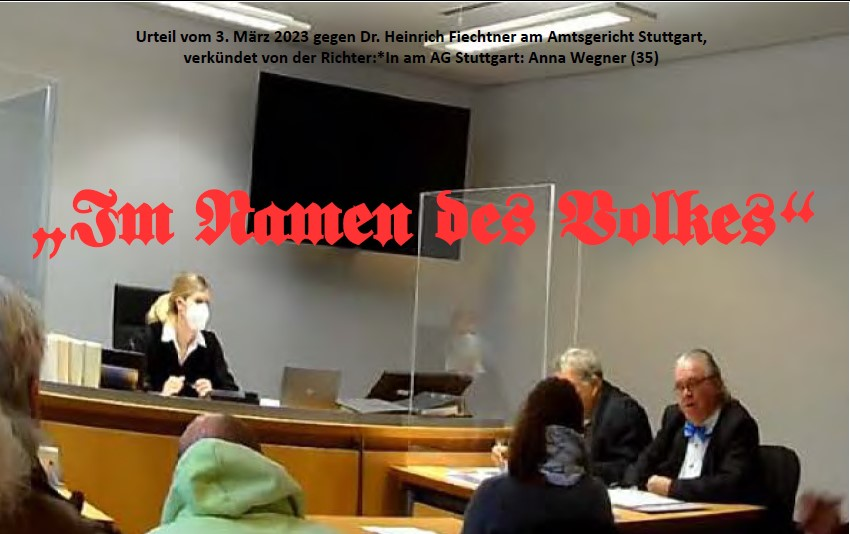 Urteil vom 3. März 2023 gegen Dr. Heinrich Fiechtner am Amtsgericht Stuttgart,
verkündet von der Richter:*In am AG Stuttgart: Anna Wegner (35)
„Im Namen des Volkes“